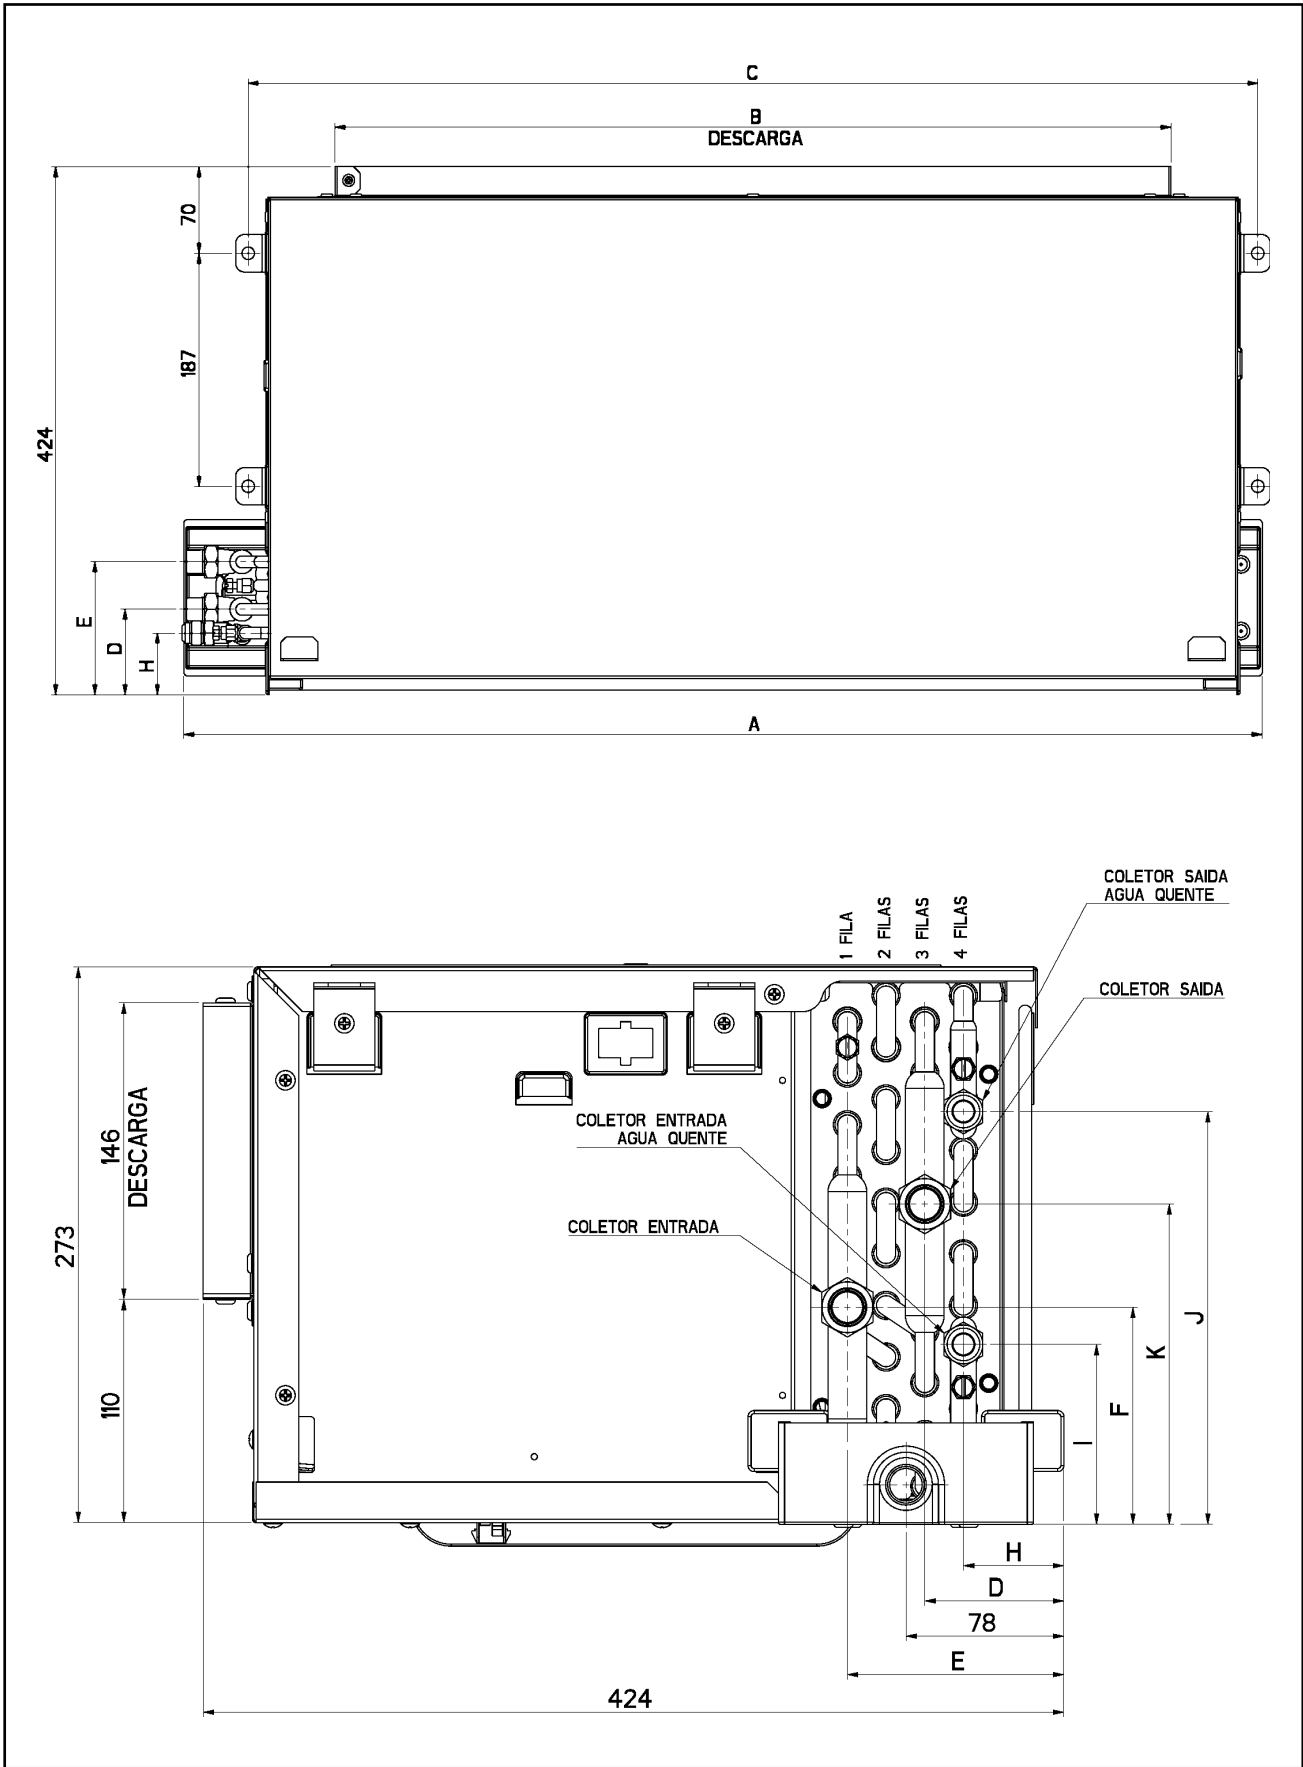 C
B
DESCARGA
70
187
424
E
D
H
A
COLETOR SAIDA
AGUA QUENTE
1 FILA
2 FILAS
3 FILAS
4 FILAS
COLETOR SAIDA
COLETOR ENTRADA
AGUA QUENTE
COLETOR ENTRADA
146
DESCARGA
273
110
J
K
F
I
H
D
78
E
424